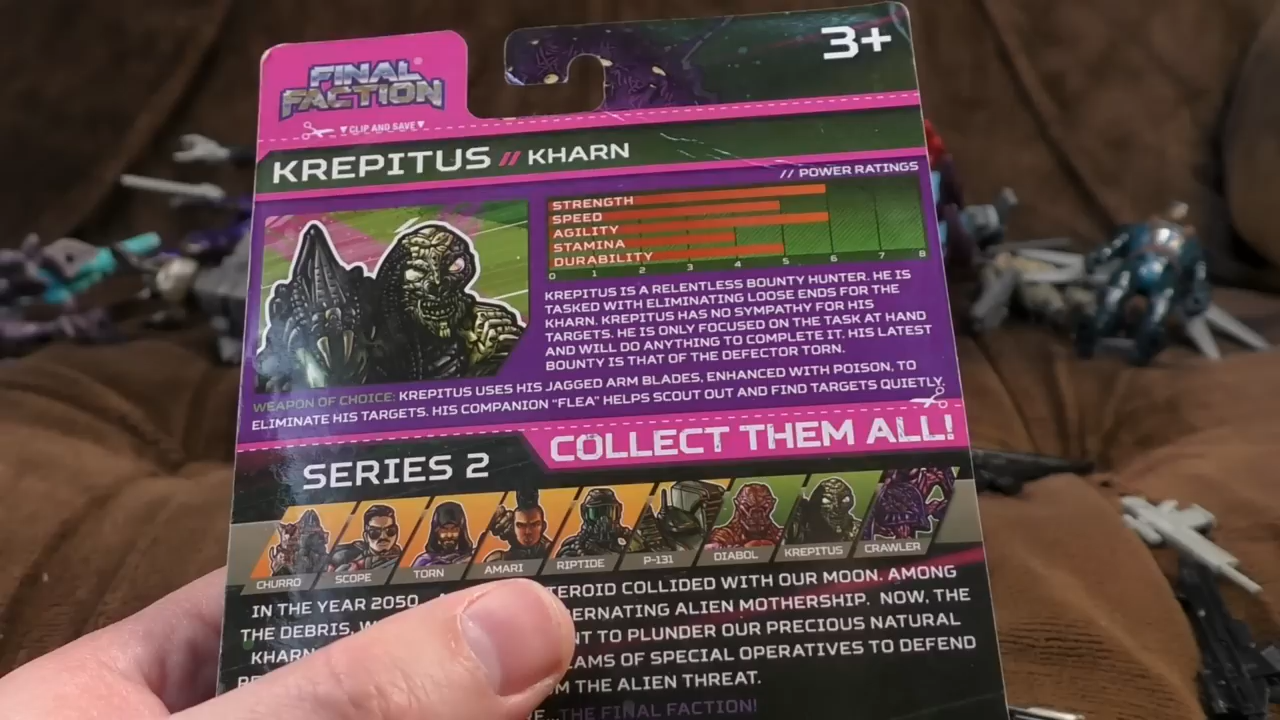 3+
FINAL
FACTION
CLIP AND SAVE
KREPITUS // KHARN
// POWER RATINGS
STRENGTH
SPEED
AGILITY
STAMINA
DURABILITY
0 1 2 3 4 5 6 7 8
KREPITUS IS A RELENTLESS BOUNTY HUNTER. HE IS
TASKED WITH ELIMINATING LOOSE ENDS FOR THE
KHARN. KREPITUS HAS NO SYMPATHY FOR HIS
TARGETS. HE IS ONLY FOCUSED ON THE TASK AT HAND
AND WILL DO ANYTHING TO COMPLETE IT. HIS LATEST
BOUNTY IS THAT OF THE DEFECTOR TORN.
WEAPON OF CHOICE: KREPITUS USES HIS JAGGED ARM BLADES, ENHANCED WITH POISON, TO
ELIMINATE HIS TARGETS. HIS COMPANION "FLEA" HELPS SCOUT OUT AND FIND TARGETS QUIETLY.
COLLECT THEM ALL!
SERIES 2
CHURRO SCOPE TORN AMARI RIPTIDE P-131 DIABOL KREPITUS CRAWLER
IN THE YEAR 2050 TEROID COLLIDED WITH OUR MOON. AMONG
THE DEBRIS, ERNATING ALIEN MOTHERSHIP. NOW, THE
KHARN NT TO PLUNDER OUR PRECIOUS NATURAL
AMS OF SPECIAL OPERATIVES TO DEFEND
M THE ALIEN THREAT.
...THE FINAL FACTION!